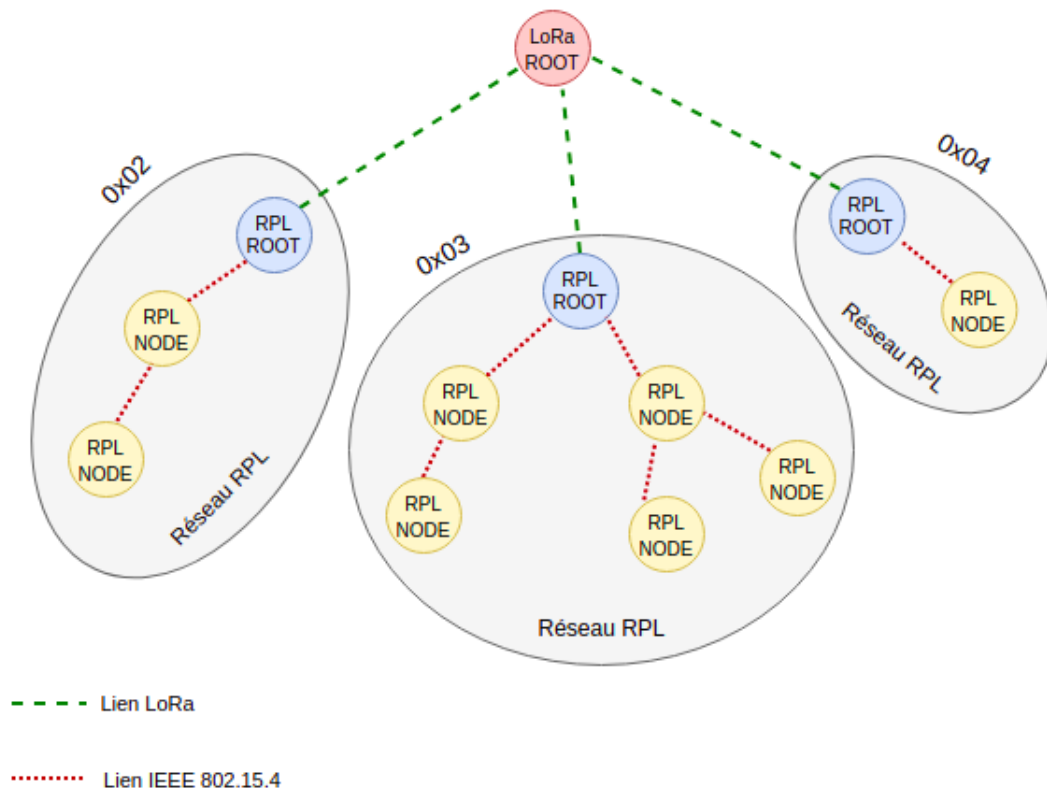 LoRa
ROOT
0x02
RPL
ROOT
RPL
NODE
RPL
NODE
Réseau RPL
0x03
RPL
ROOT
RPL
NODE
RPL
NODE
RPL
NODE
RPL
NODE
RPL
NODE
Réseau RPL
0x04
RPL
ROOT
RPL
NODE
Réseau RPL
Lien LoRa
Lien IEEE 802.15.4